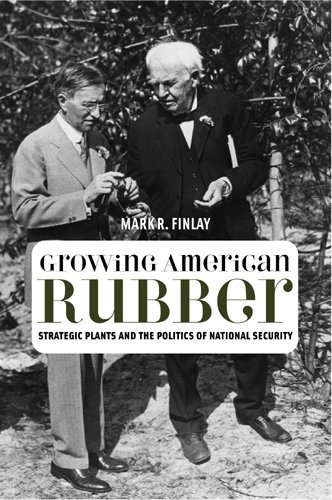 MARK R. FINLAY
GROWING AMERICAN
RUBBER
STRATEGIC PLANTS AND THE POLITICS OF NATIONAL SECURITY